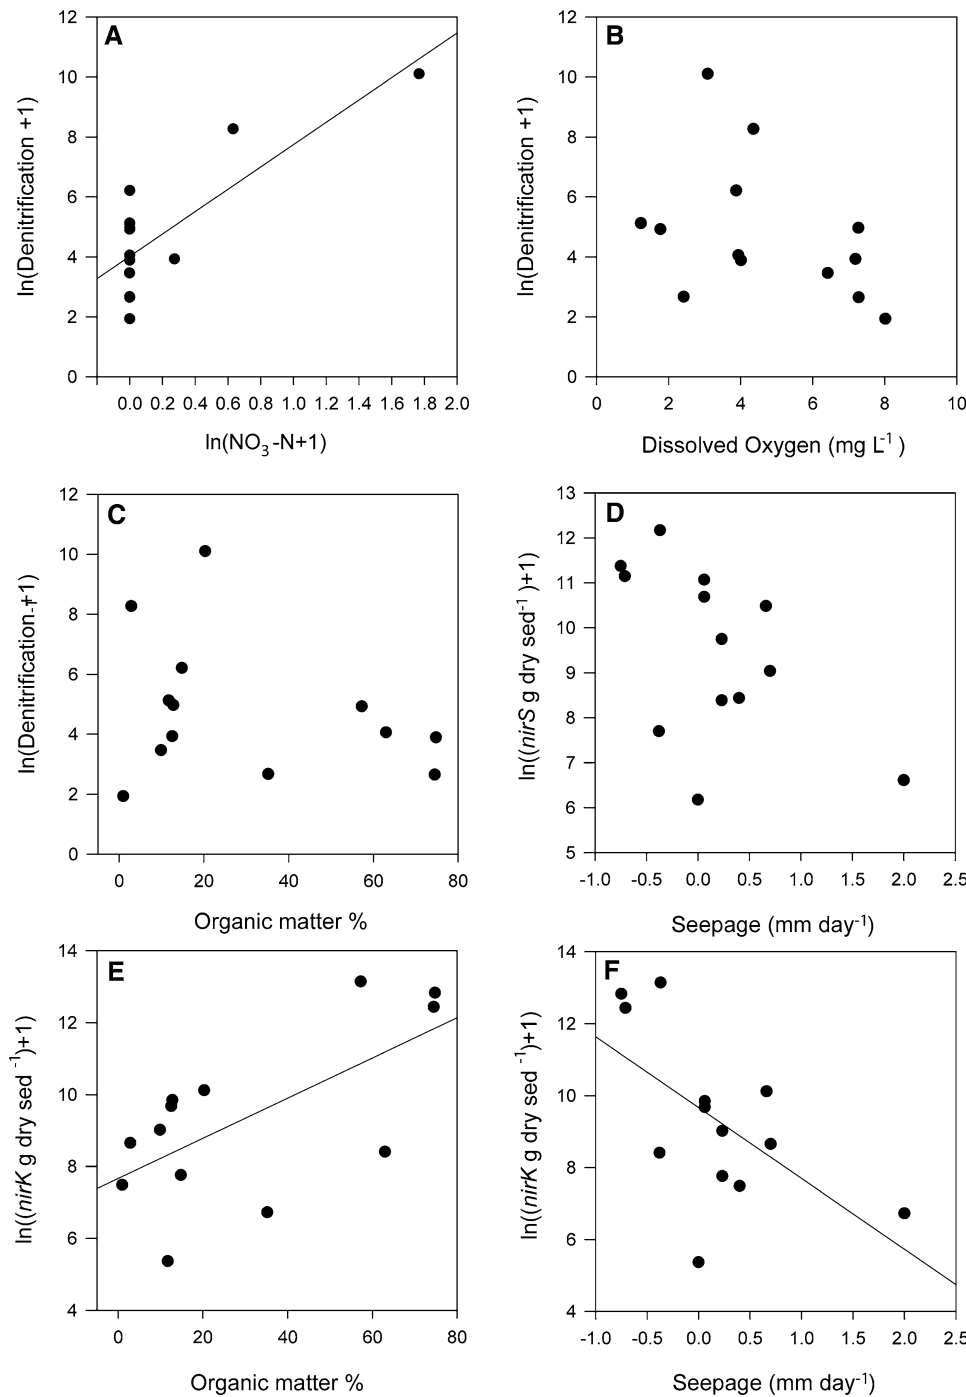 A
ln(Denitrification +1)
12
10
8
6
4
2
0
0.0 0.2 0.4 0.6 0.8 1.0 1.2 1.4 1.6 1.8 2.0
ln(NO3-N+1)
B
ln(Denitrification +1)
12
10
8
6
4
2
0
0 2 4 6 8 10
Dissolved Oxygen (mg L-1 )
C
ln(Denitrification +1)
12
10
8
6
4
2
0
0 20 40 60 80
Organic matter %
D
ln((nirS g dry sed-1 )+1)
13
12
11
10
9
8
7
6
5
-1.0 -0.5 0.0 0.5 1.0 1.5 2.0 2.5
Seepage (mm day-1)
E
ln((nirK g dry sed -1)+1)
14
12
10
8
6
4
0 20 40 60 80
Organic matter %
F
ln((nirK g dry sed -1)+1)
14
12
10
8
6
4
-1.0 -0.5 0.0 0.5 1.0 1.5 2.0 2.5
Seepage (mm day-1)